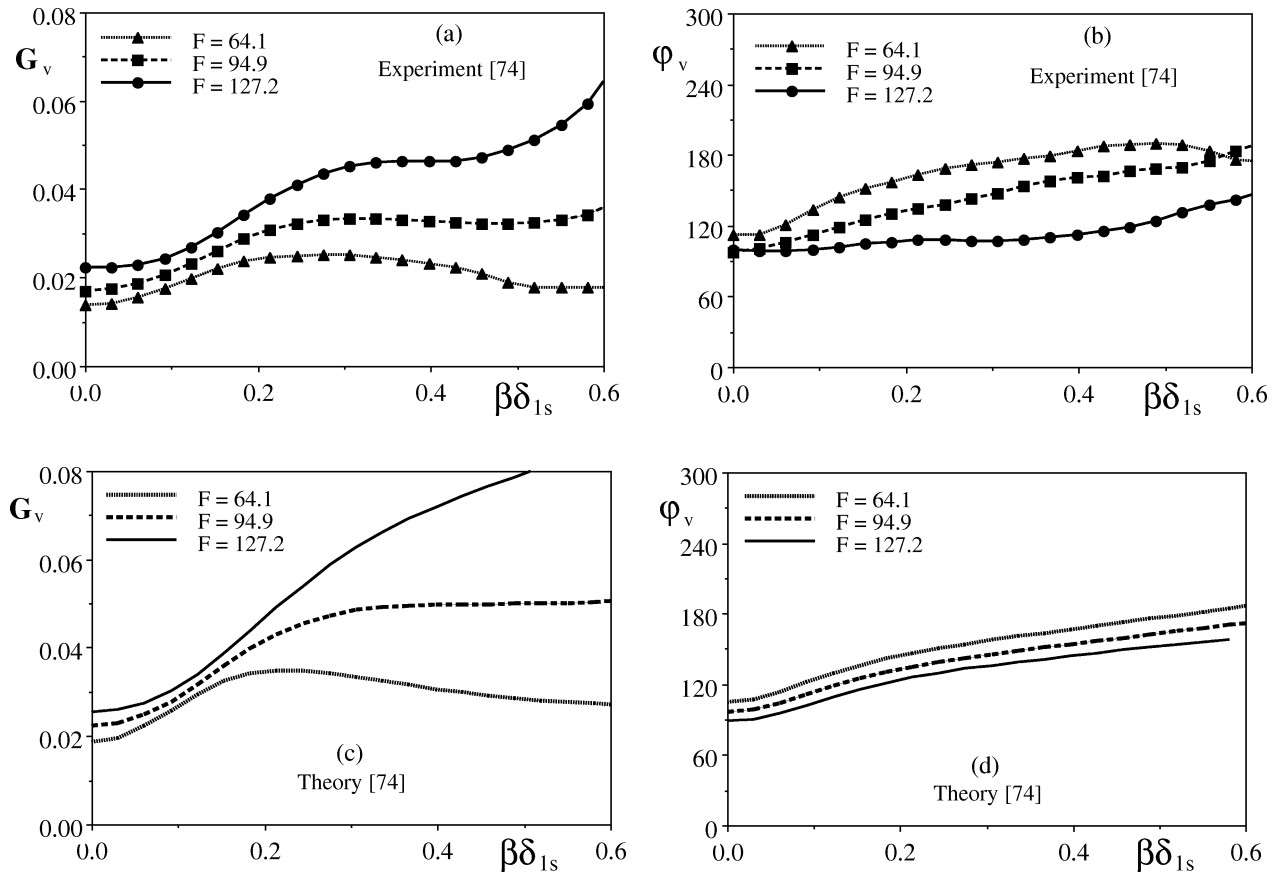 0.08
G v
F = 64.1
F = 94.9
F = 127.2
(a)
Experiment [74]
0.06
0.04
0.02
0.00
0.0
0.2
0.4
βδ1s
0.6
300
φv
F = 64.1
F = 94.9
F = 127.2
(b)
Experiment [74]
240
180
120
60
0
0.0
0.2
0.4
βδ1s
0.6
0.08
Gv
F = 64.1
F = 94.9
F = 127.2
0.06
0.04
0.02
(c)
Theory [74]
0.00
0.0
0.2
0.4
βδ1s
0.6
300
φv
F = 64.1
F = 94.9
F = 127.2
240
180
120
60
(d)
Theory [74]
0
0.0
0.2
0.4
βδ1s
0.6